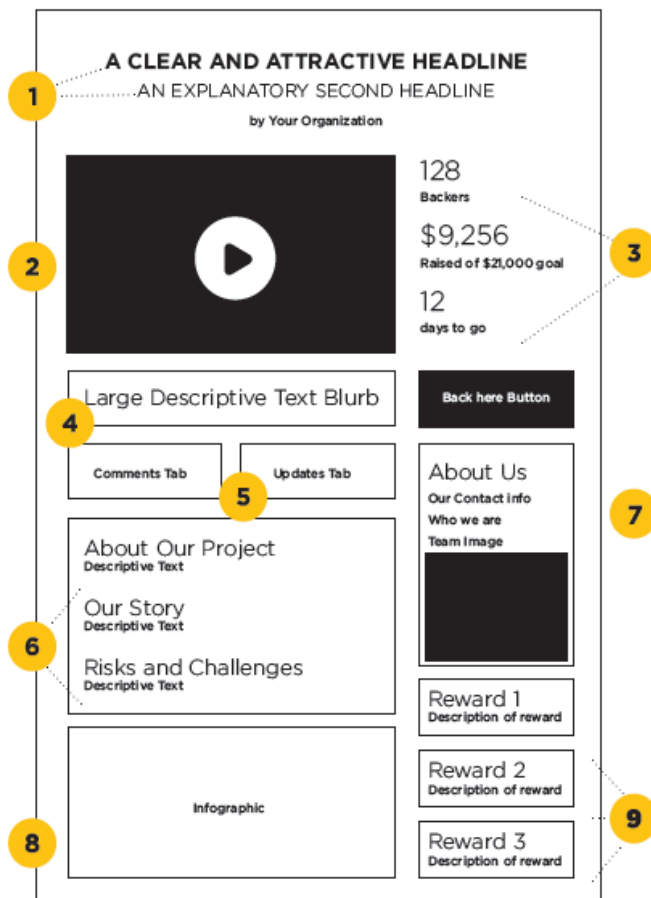 A CLEAR AND ATTRACTIVE HEADLINE
1
AN EXPLANATORY SECOND HEADLINE
by Your Organization
2
128
Backers
$9,256
Raised of $21,000 goal
12
days to go
3
Large Descriptive Text Blurb
4
Back here Button
Comments Tab
Updates Tab
5
About Us
Our Contact info
Who we are
Team Image
7
About Our Project
Descriptive Text
Our Story
Descriptive Text
Risks and Challenges
Descriptive Text
6
Reward 1
Description of reward
Reward 2
Description of reward
Reward 3
Description of reward
9
Infographic
8